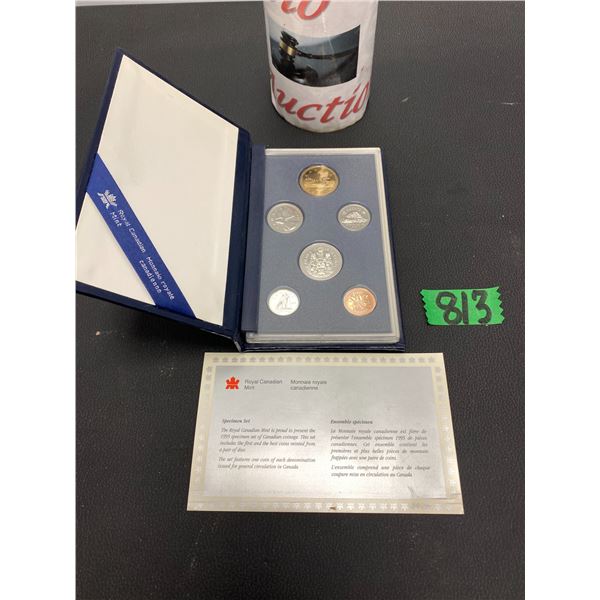 uctio
Royal Canadian Monnaie royale
Mint canadienne
813
Royal Canadian Monnaie royale
Mint canadienne
Specimen Set
The Royal Canadian Mint is proud to present the
1995 specimen set of Canadian coinage. This set
includes the first and the best coins minted from
a pair of dies.
The set features one coin of each denomination
issued for general circulation in Canada.
Ensemble spécimen
La Monnaie royale canadienne est fière de
présenter l'ensemble spécimen 1995 de pièces
canadiennes. Cet ensemble contient les
premières et plus belles pièces de monnaie
frappées avec une paire de coins.
L'ensemble comprend une pièce de chaque
coupure mise en circulation au Canada.